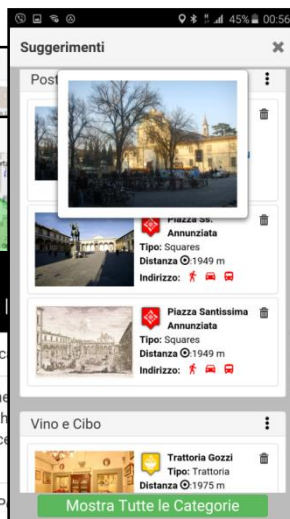 45% 00:56
Suggerimenti
Post
Piazza Ss.
Annunziata
Tipo: Squares
Distanza :1949 m
Indirizzo:
Piazza Santissima
Annunziata
Tipo: Squares
Distanza :1949 m
Indirizzo:
Vino e Cibo
Trattoria Gozzi
Tipo: Trattoria
Distanza :1975 m
Mostra Tutte le Categorie